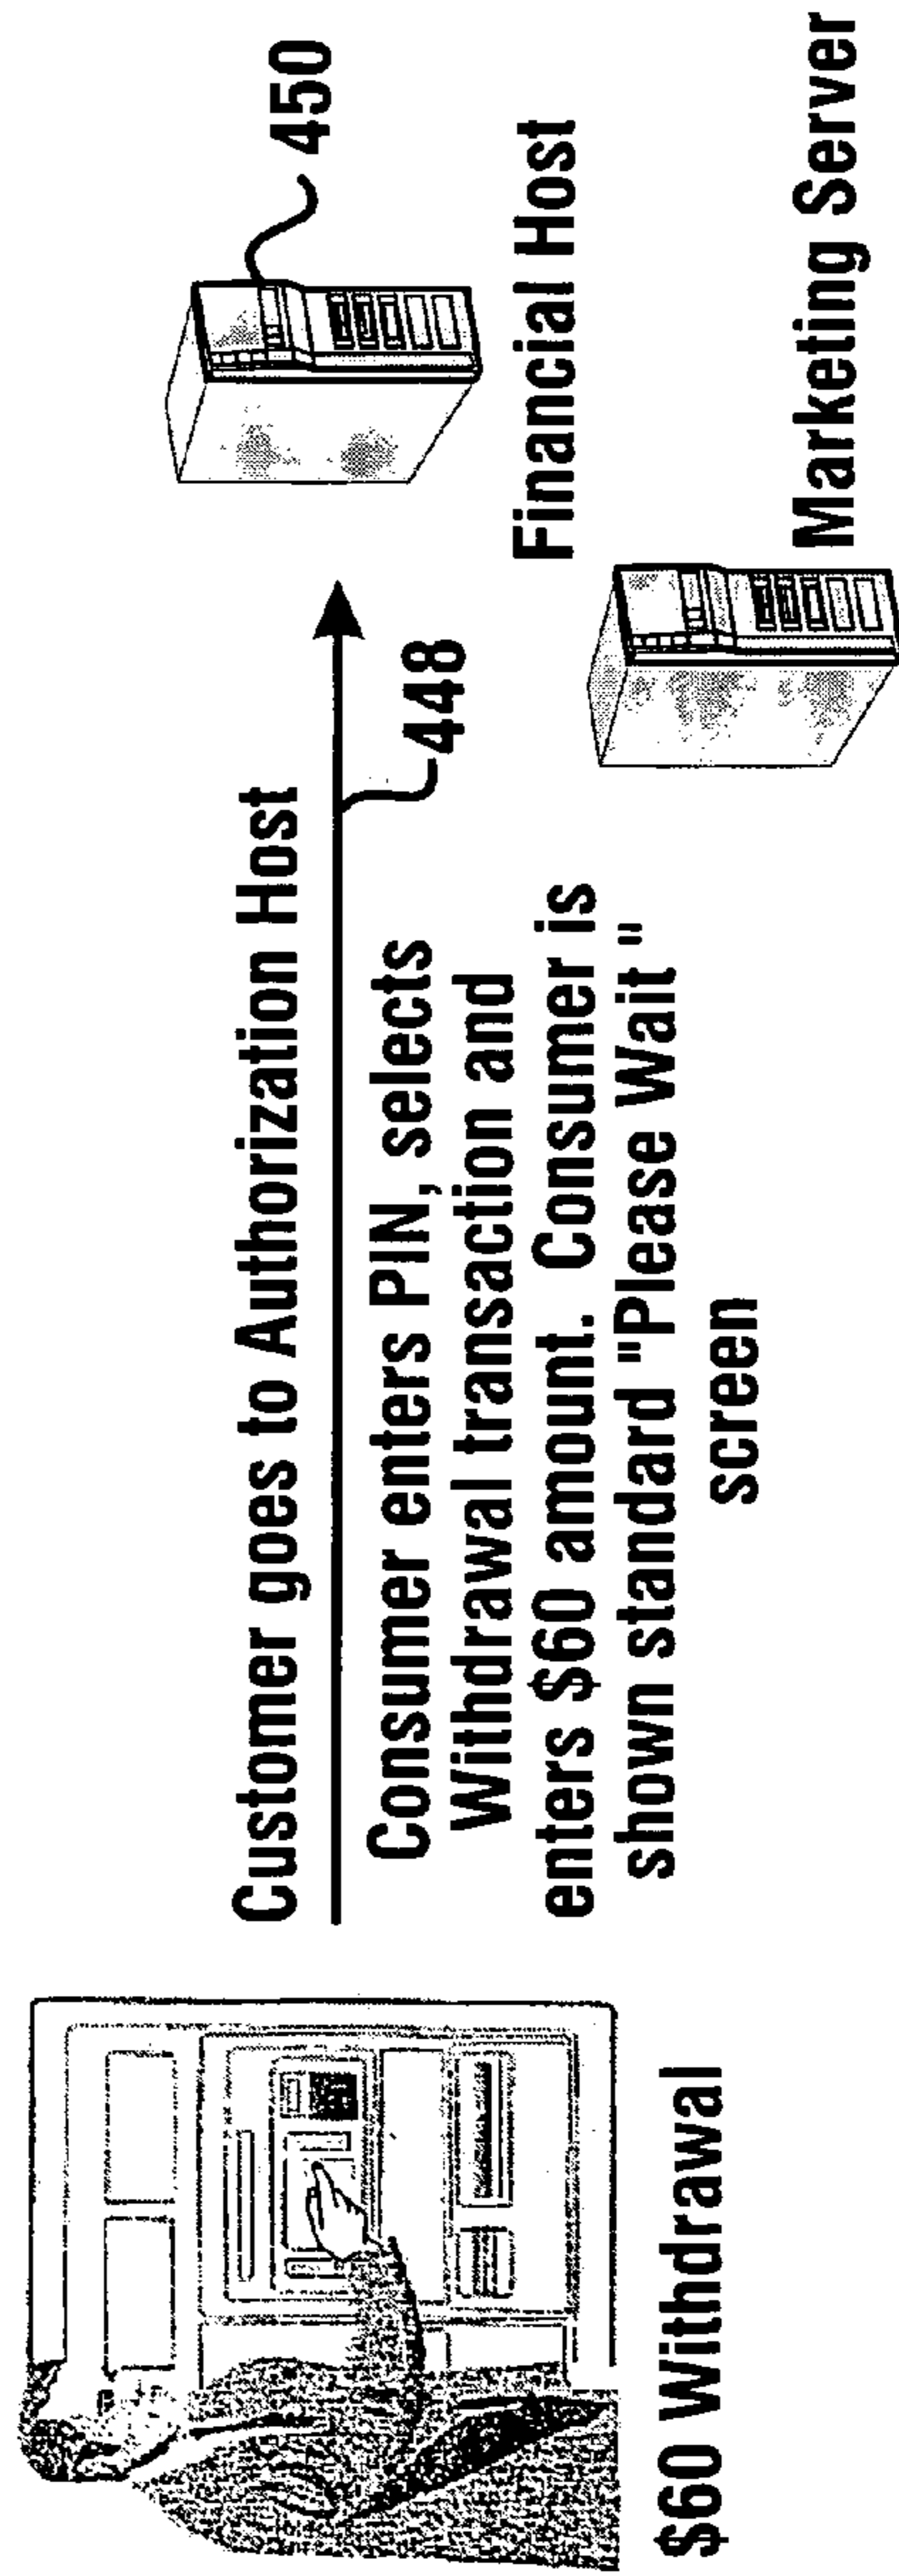 Customer goes to Authorization Host
450
448
Consumer enters PIN, selects
Withdrawal transaction and
enters $60 amount. Consumer is
shown standard "Please Wait "
screen
Financial Host
Marketing Server
$60 Withdrawal